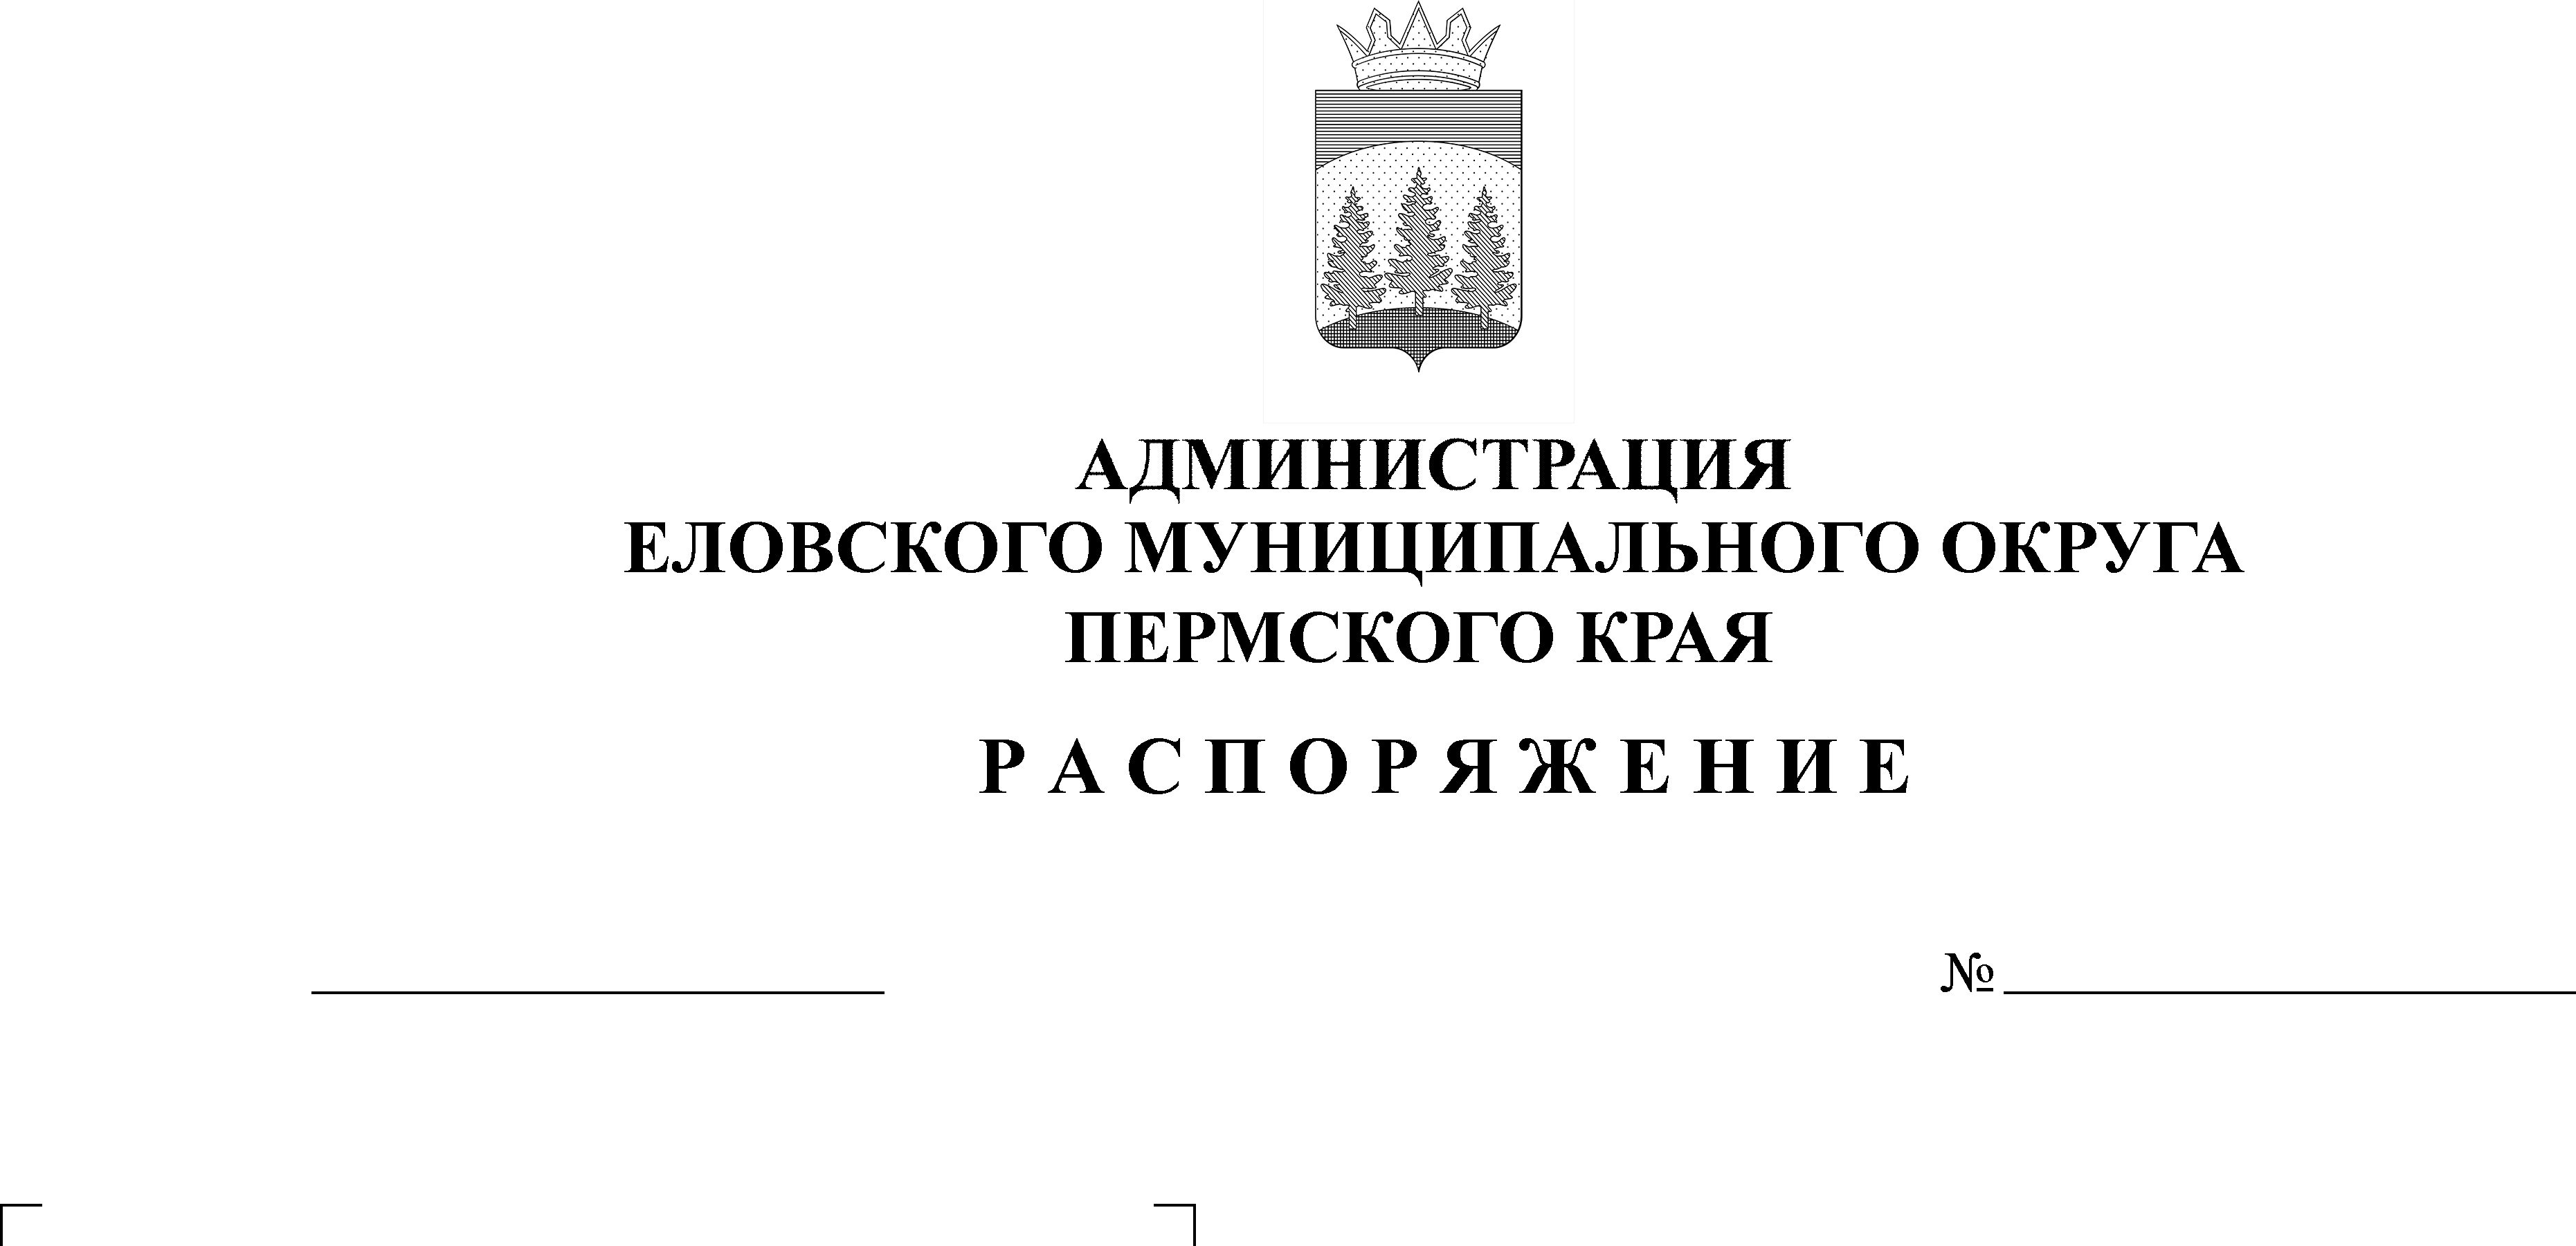 АДМИНИСТРАЦИЯ
ЕЛОВСКОГО МУНИЦИПАЛЬНОГО ОКРУГА
ПЕРМСКОГО КРАЯ
Р А С П О Р Я Ж Е Н И Е
№